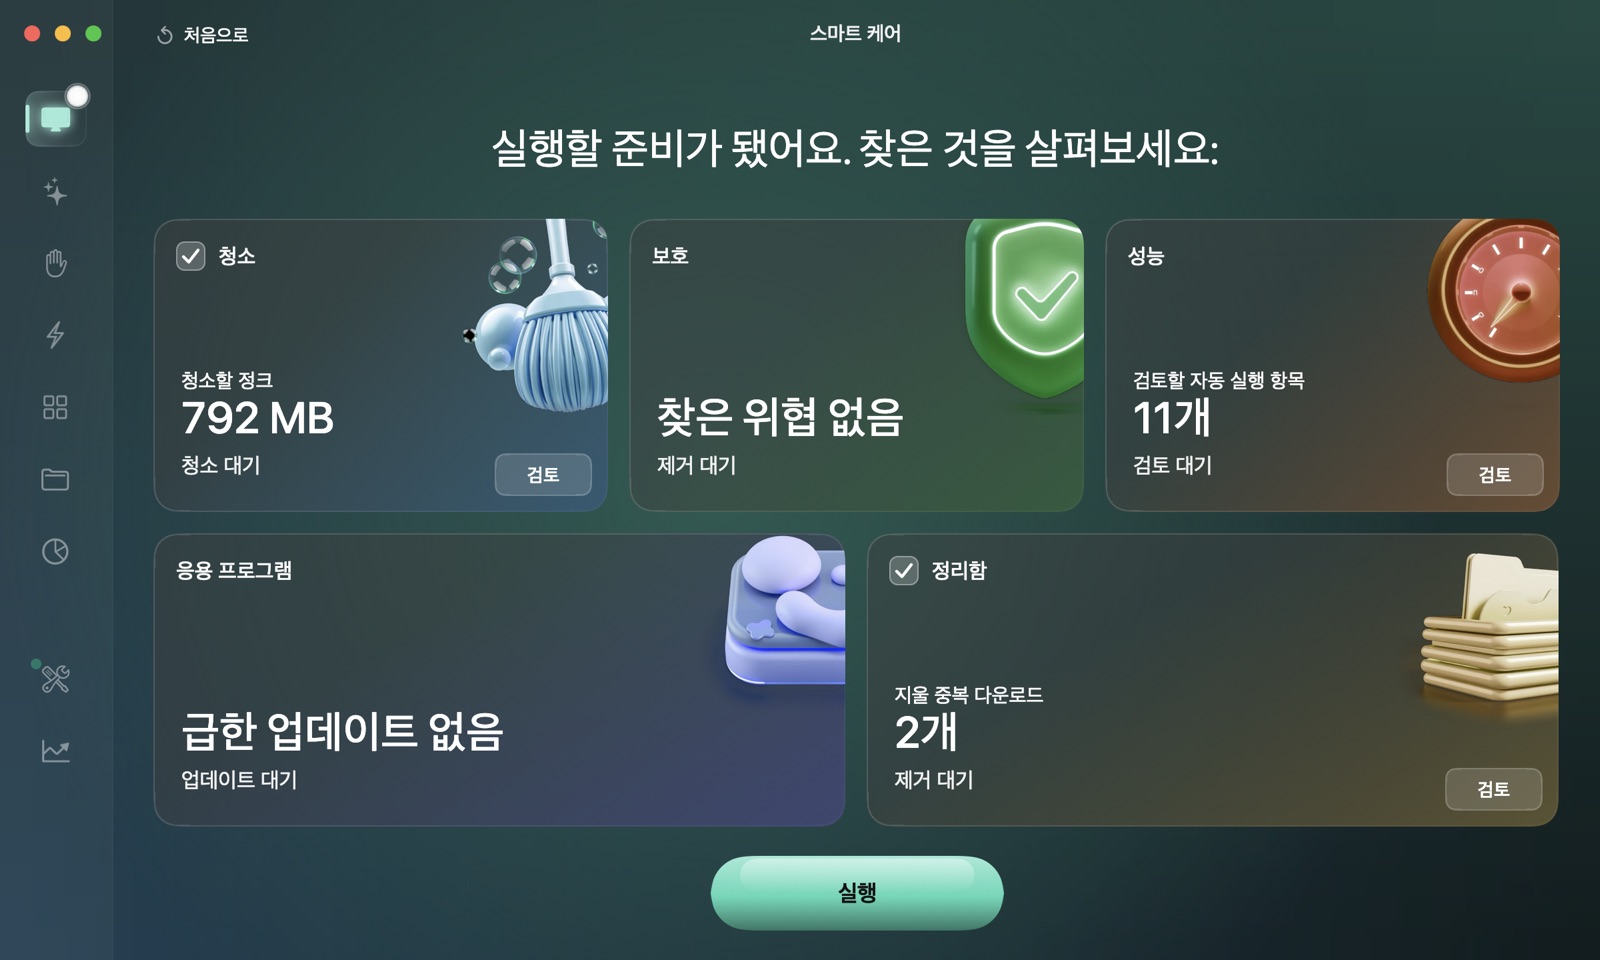 처음으로
스마트 케어
실행할 준비가 됐어요. 찾은 것을 살펴보세요:
청소
청소할 정크
792 MB
청소 대기
검토
보호
찾은 위협 없음
제거 대기
성능
검토할 자동 실행 항목
11개
검토 대기
검토
응용 프로그램
급한 업데이트 없음
업데이트 대기
정리함
지울 중복 다운로드
2개
제거 대기
검토
실행